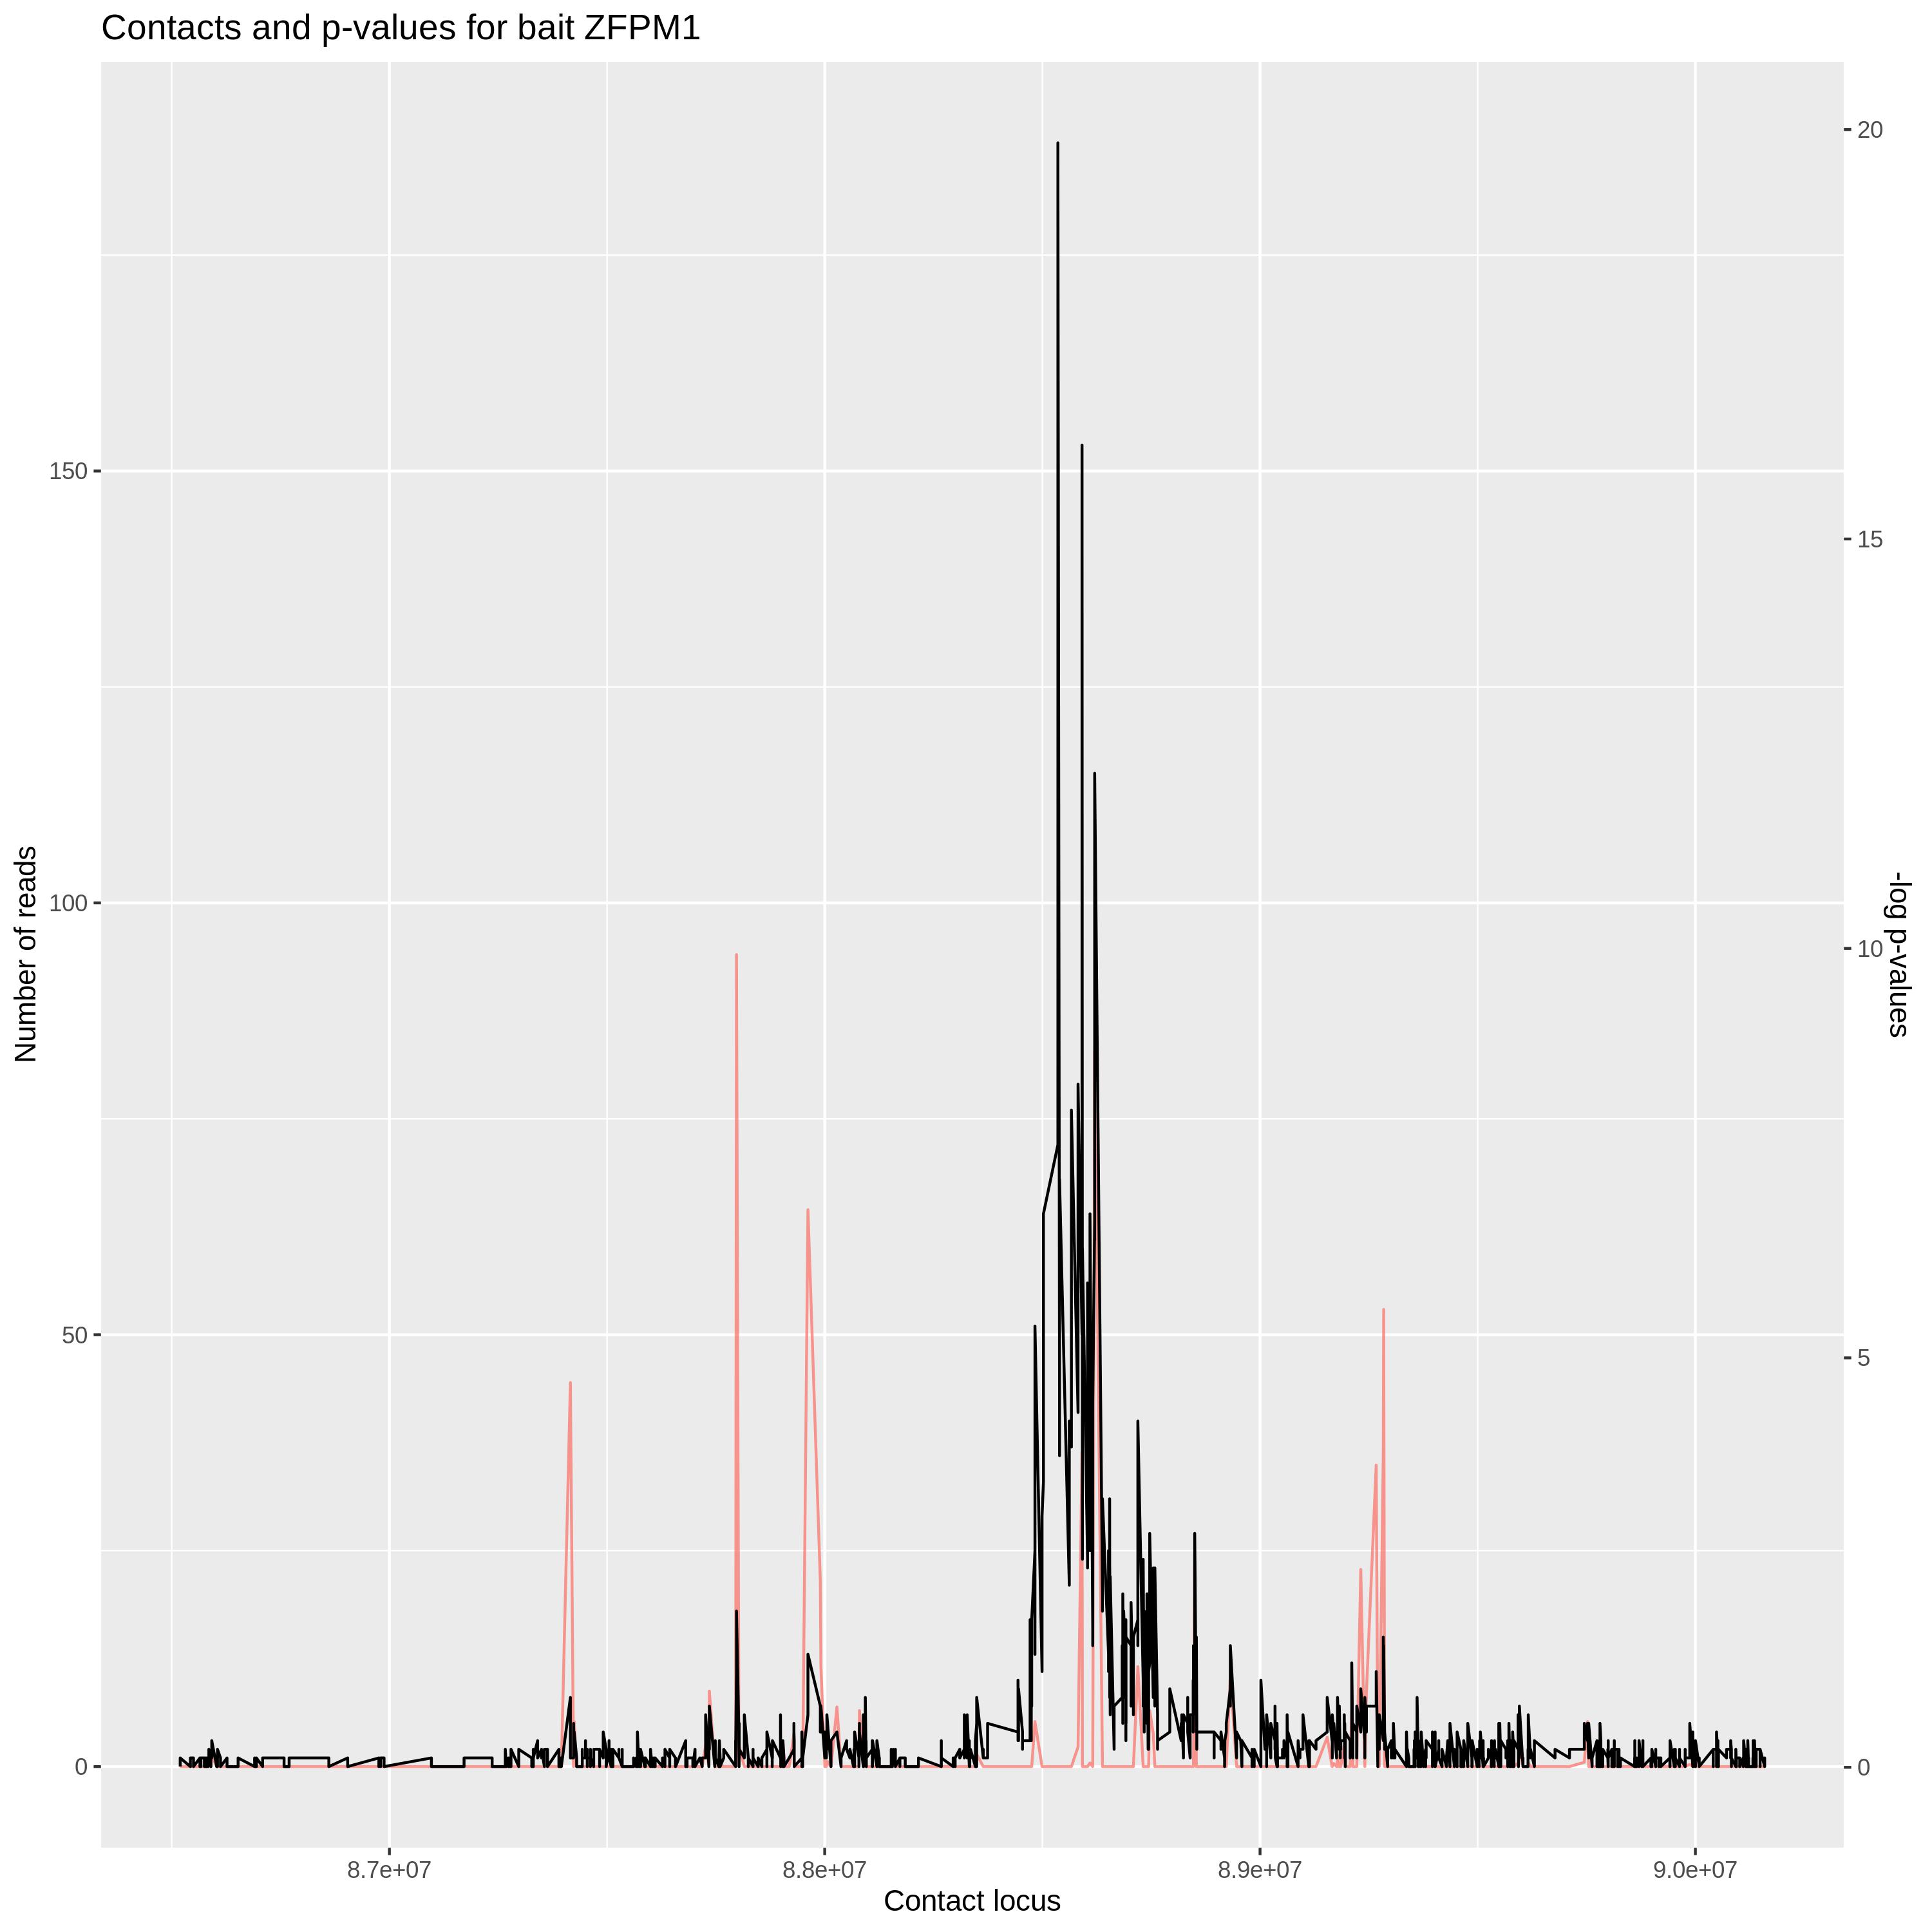 Contacts and p-values for bait ZFPM1
Number of reads
150
100
50
0
20
15
10
5
0
-log p-values
8.7e+07
8.8e+07
8.9e+07
9.0e+07
Contact locus